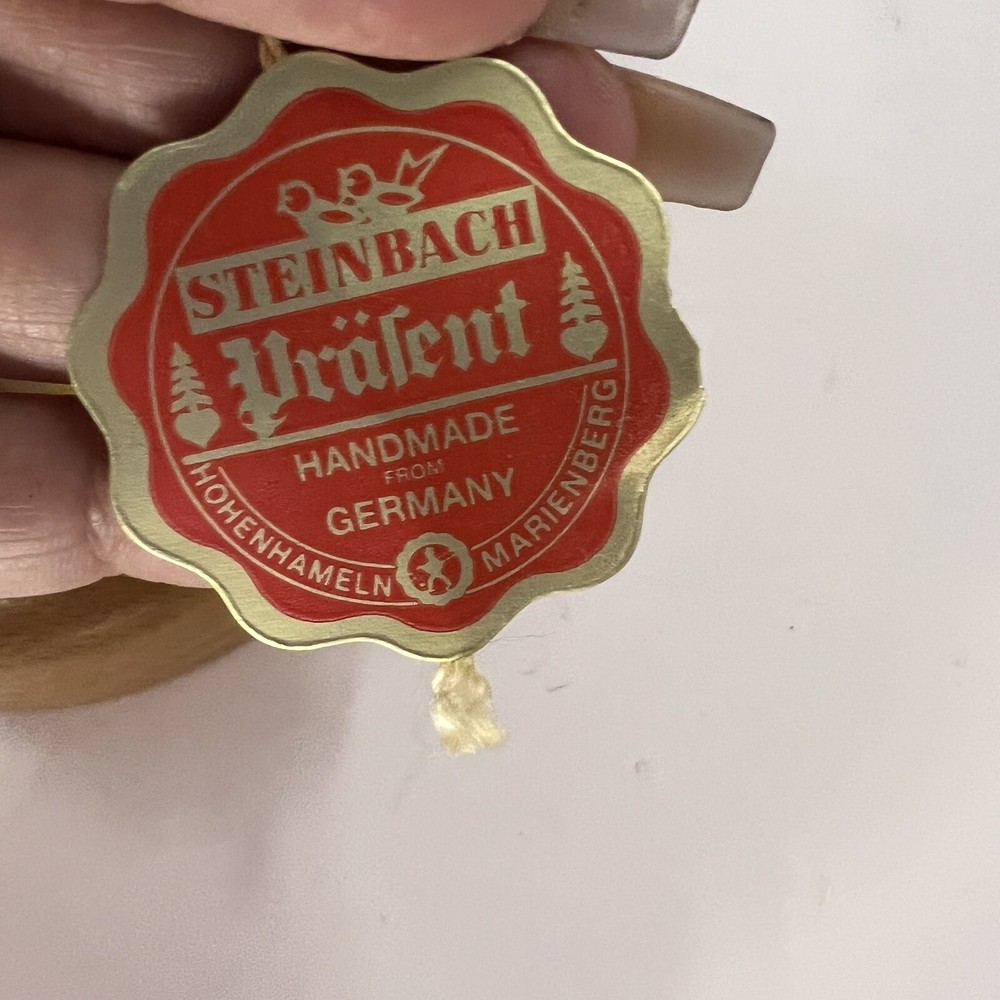 STEINBACH
Präſent
HANDMADE
FROM
GERMANY
HOHENHAMELN MARIENBERG